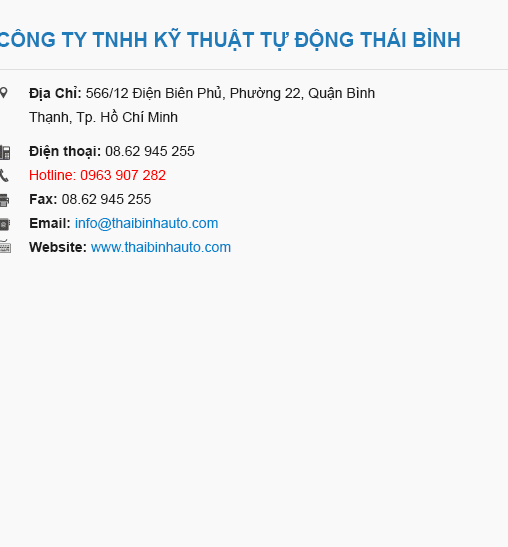 CÔNG TY TNHH KỸ THUẬT TỰ ĐỘNG THÁI BÌNH
Địa Chỉ: 566/12 Điện Biên Phủ, Phường 22, Quận Bình
Thạnh, Tp. Hồ Chí Minh
Điện thoại: 08.62 945 255
Hotline: 0963 907 282
Fax: 08.62 945 255
Email: info@thaibinhauto.com
Website: www.thaibinhauto.com